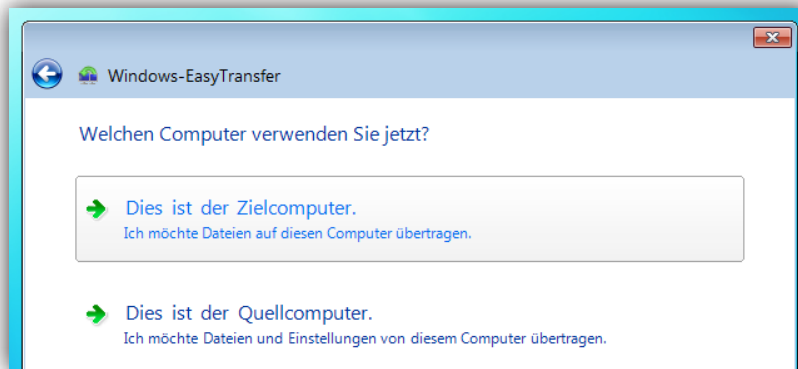 Windows-EasyTransfer
Welchen Computer verwenden Sie jetzt?
Dies ist der Zielcomputer.
Ich möchte Dateien auf diesen Computer übertragen.
Dies ist der Quellcomputer.
Ich möchte Dateien und Einstellungen von diesem Computer übertragen.